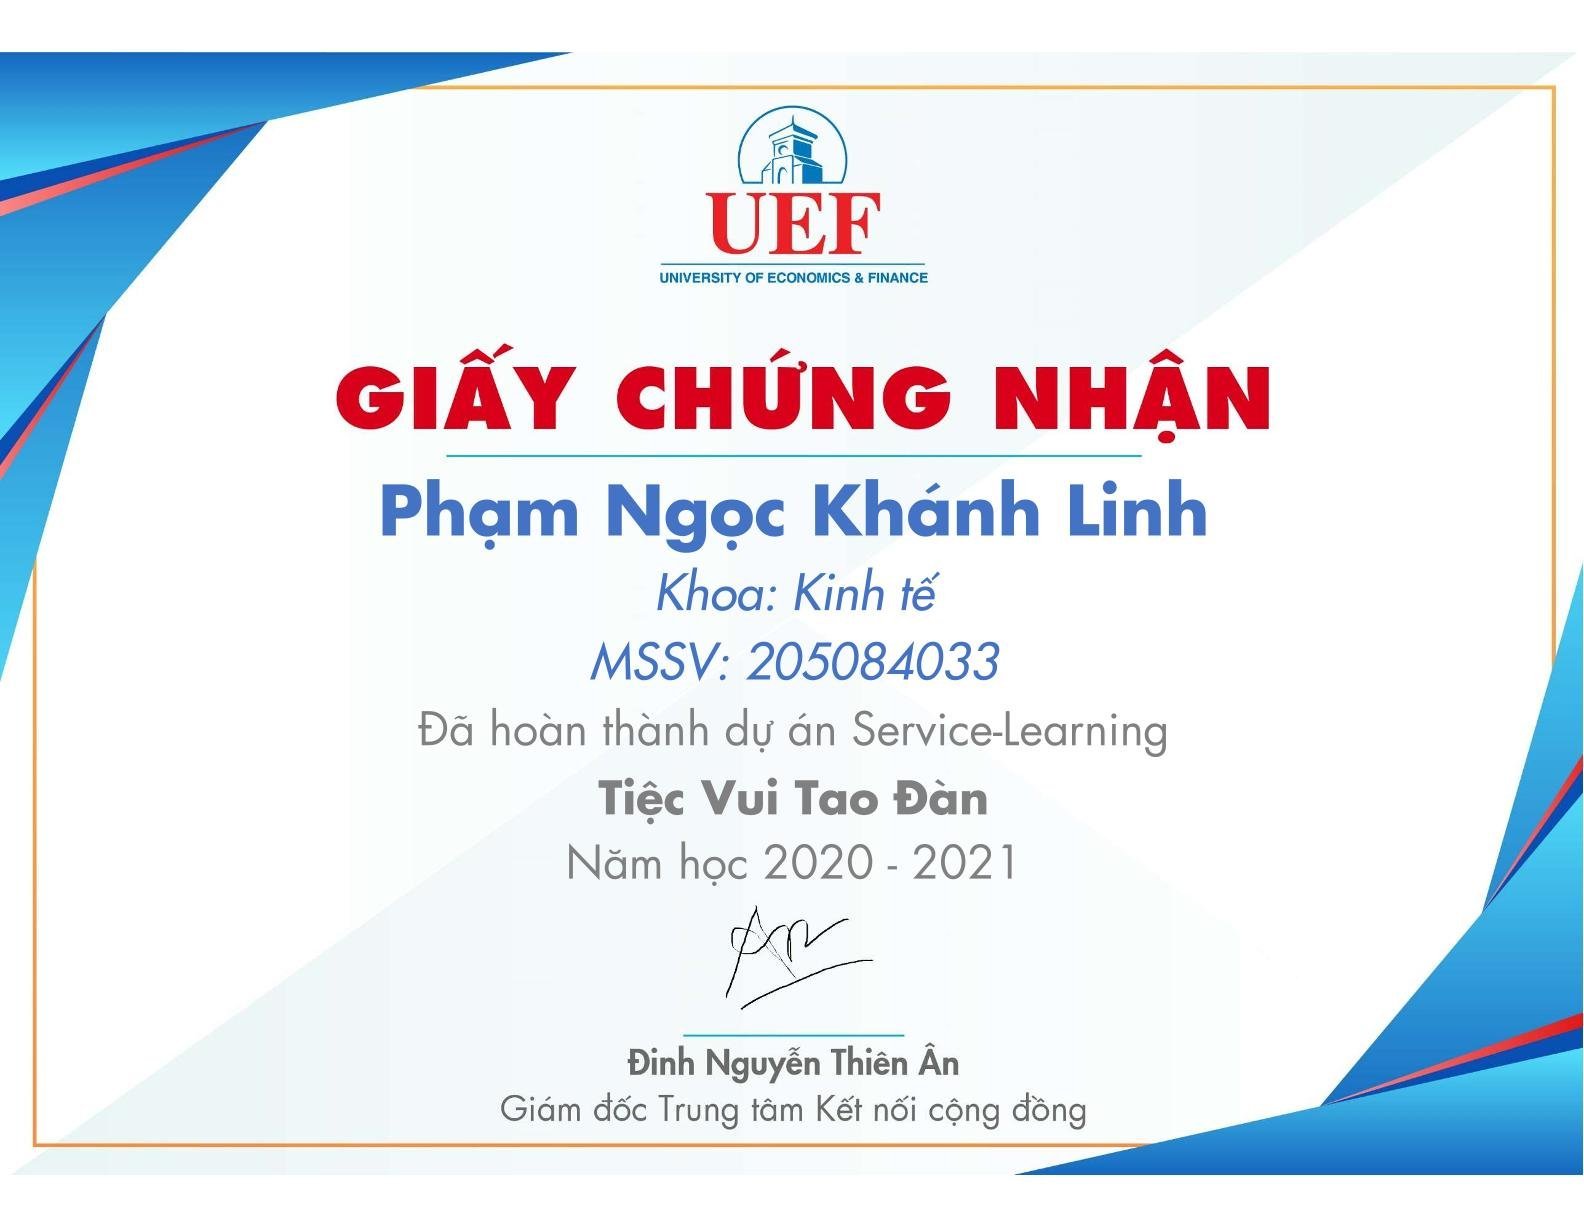 UEF
UNIVERSITY OF ECONOMICS & FINANCE
GIẤY CHỨNG NHẬN
Phạm Ngọc Khánh Linh
Khoa: Kinh tế
MSSV: 205084033
Đã hoàn thành dự án Service-Learning
Tiệc Vui Tao Đàn
Năm học 2020 - 2021
Đinh Nguyễn Thiên Ân
Giám đốc Trung tâm Kết nối cộng đồng